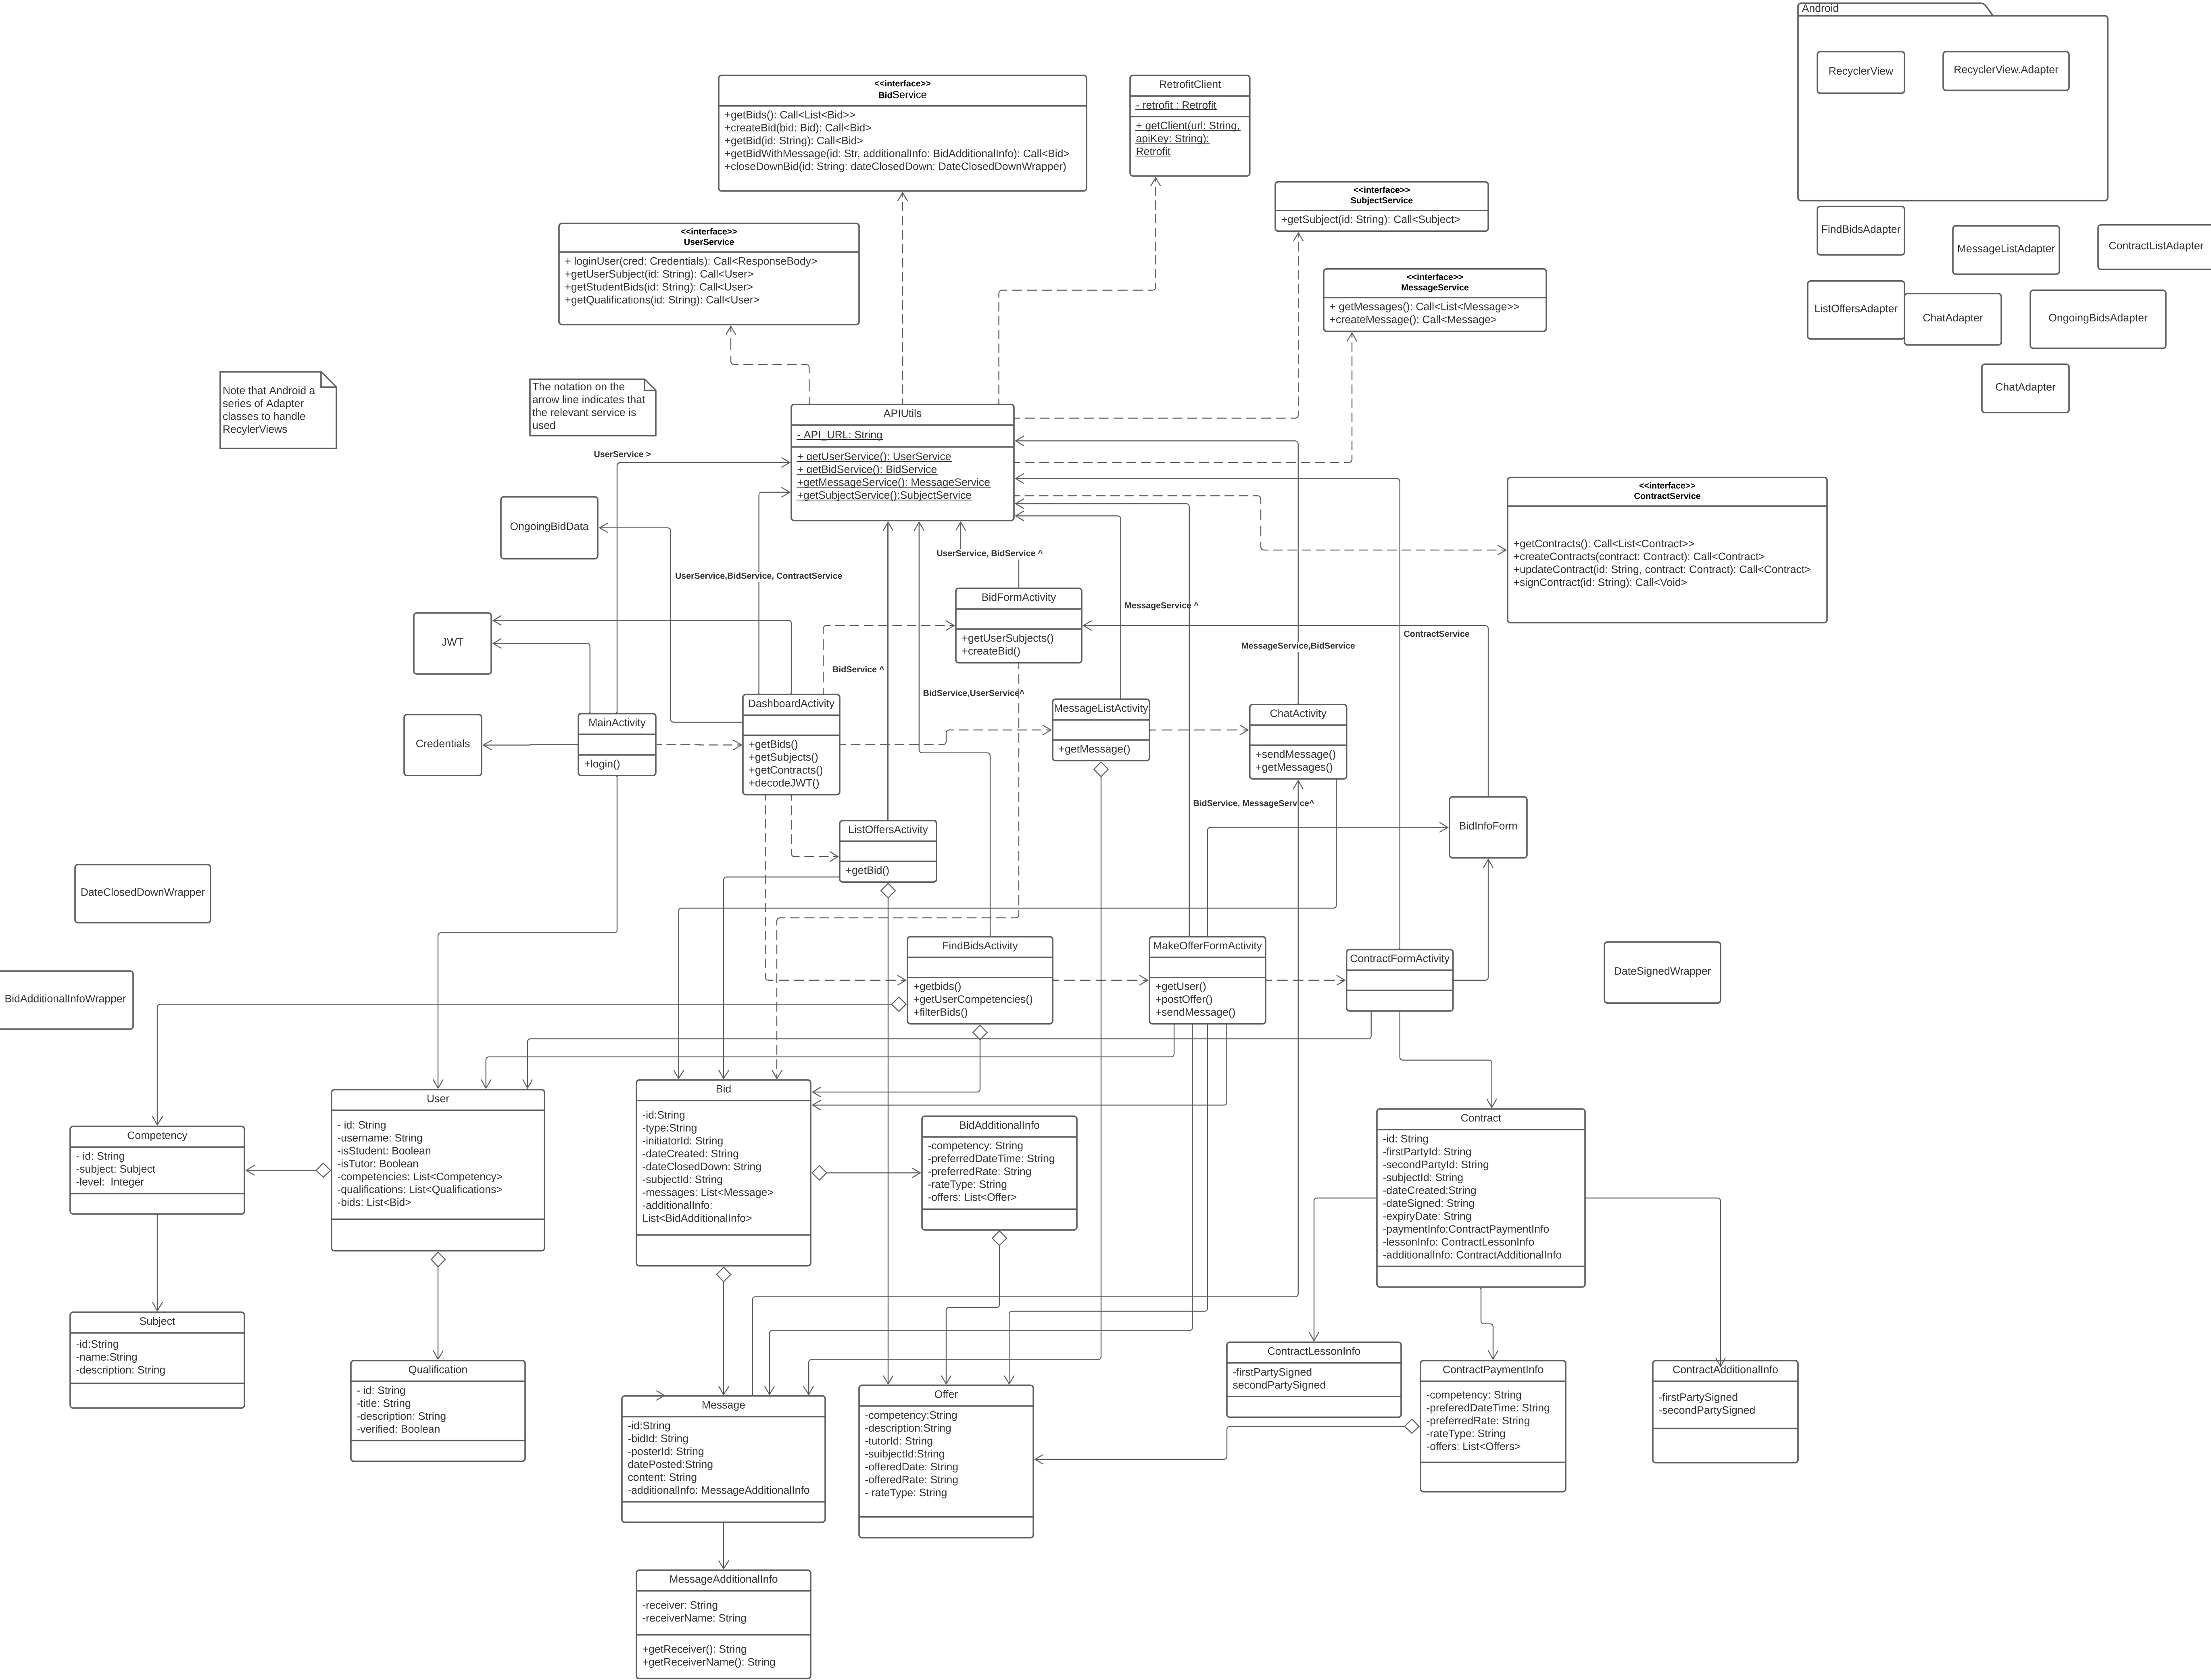 Android
RecyclerView
RecyclerView.Adapter
<<interface>>
BidService
+getBids(): Call<List<Bid>>
+createBid(bid: Bid): Call<Bid>
+getBid(id: String): Call<Bid>
+getBidWithMessage(id: Str, additionalInfo: BidAdditionalInfo): Call<Bid>
+closeDownBid(id: String: dateClosedDown: DateClosedDownWrapper)
RetrofitClient
- retrofit : Retrofit
+ getClient(url: String,
apiKey: String):
Retrofit
<<interface>>
SubjectService
+getSubject(id: String): Call<Subject>
<<interface>>
UserService
+ loginUser(cred: Credentials): Call<ResponseBody>
+getUserSubject(id: String): Call<User>
+getStudentBids(id: String): Call<User>
+getQualifications(id: String): Call<User>
<<interface>>
MessageService
+ getMessages(): Call<List<Message>>
+createMessage(): Call<Message>
FindBidsAdapter
MessageListAdapter
ContractListAdapter
ListOffersAdapter
ChatAdapter
OngoingBidsAdapter
ChatAdapter
Note that Android a
series of Adapter
classes to handle
RecylerViews
The notation on the
arrow line indicates that
the relevant service is
used
APIUtils
- API_URL: String
+ getUserService(): UserService
+ getBidService(): BidService
+getMessageService(): MessageService
+getSubjectService():SubjectService
UserService >
<<interface>>
ContractService
+getContracts(): Call<List<Contract>>
+createContracts(contract: Contract): Call<Contract>
+updateContract(id: String, contract: Contract): Call<Contract>
+signContract(id: String): Call<Void>
OngoingBidData
UserService, BidService ^
UserService,BidService, ContractService
BidFormActivity
+getUserSubjects()
+createBid()
MessageService ^
ContractService
MessageService,BidService
JWT
BidService ^
BidService,UserService^
Credentials
MainActivity
+login()
DashboardActivity
+getBids()
+getSubjects()
+getContracts()
+decodeJWT()
MessageListActivity
+getMessage()
ChatActivity
+sendMessage()
+getMessages()
BidService, MessageService^
BidInfoForm
ListOffersActivity
+getBid()
DateClosedDownWrapper
BidAdditionalInfoWrapper
FindBidsActivity
+getbids()
+getUserCompetencies()
+filterBids()
MakeOfferFormActivity
+getUser()
+postOffer()
+sendMessage()
ContractFormActivity
DateSignedWrapper
Competency
- id: String
-subject: Subject
-level:  Integer
User
- id: String
-username: String
-isStudent: Boolean
-isTutor: Boolean
-competencies: List<Competency>
-qualifications: List<Qualifications>
-bids: List<Bid>
Bid
-id:String
-type:String
-initiatorId: String
-dateCreated: String
-dateClosedDown: String
-subjectId: String
-messages: List<Message>
-additionalInfo:
List<BidAdditionalInfo>
BidAdditionalInfo
-competency: String
-preferredDateTime: String
-preferredRate: String
-rateType: String
-offers: List<Offer>
Contract
-id: String
-firstPartyId: String
-secondPartyId: String
-subjectId: String
-dateCreated:String
-dateSigned: String
-expiryDate: String
-paymentInfo:ContractPaymentInfo
-lessonInfo: ContractLessonInfo
-additionalInfo: ContractAdditionalInfo
Subject
-id:String
-name:String
-description: String
Qualification
- id: String
-title: String
-description: String
-verified: Boolean
Message
-id:String
-bidId: String
-posterId: String
datePosted:String
content: String
-additionalInfo: MessageAdditionalInfo
Offer
-competency:String
-description:String
-tutorId: String
-suibjectId:String
-offeredDate: String
-offeredRate: String
- rateType: String
ContractLessonInfo
-firstPartySigned
secondPartySigned
ContractPaymentInfo
-competency: String
-preferedDateTime: String
-preferredRate: String
-rateType: String
-offers: List<Offers>
ContractAdditionalInfo
-firstPartySigned
-secondPartySigned
MessageAdditionalInfo
-receiver: String
-receiverName: String
+getReceiver(): String
+getReceiverName(): String